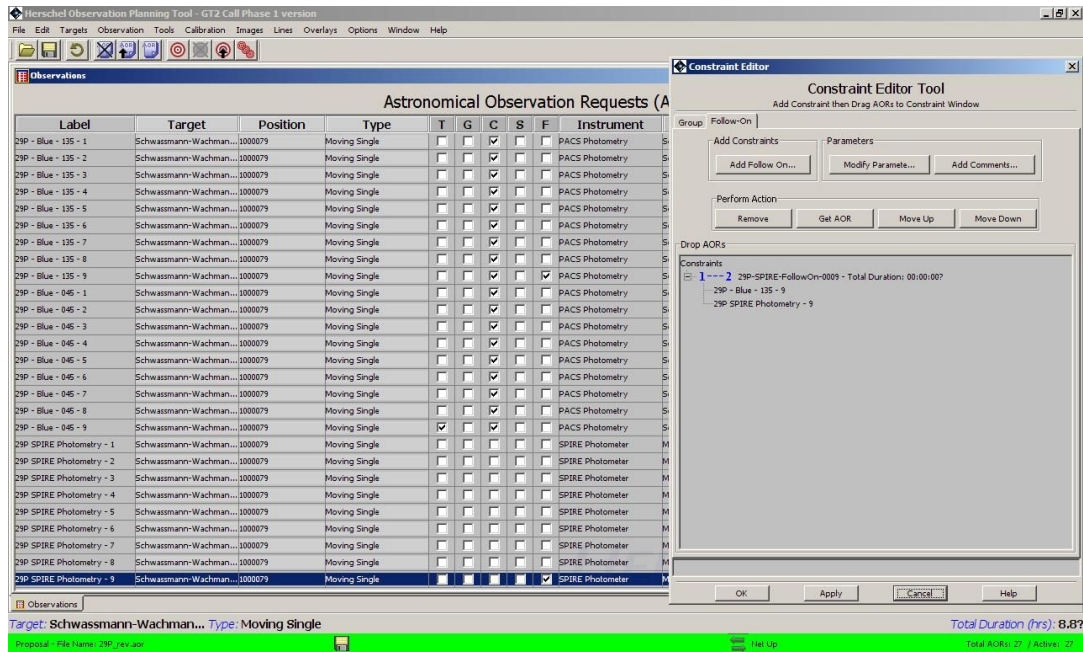 Herschel Observation Planning Tool - GT2 Call Phase 1 version
File Edit Targets Observation Tools Calibration Images Lines Overlays Options Window Help
Observations
Astronomical Observation Requests (A
Label Target Position Type T G C S F Instrument
29P - Blue - 135 - 1 Schwassmann-Wachman... 1000079 Moving Single PACS Photometry S
29P - Blue - 135 - 2 Schwassmann-Wachman... 1000079 Moving Single PACS Photometry S
29P - Blue - 135 - 3 Schwassmann-Wachman... 1000079 Moving Single PACS Photometry S
29P - Blue - 135 - 4 Schwassmann-Wachman... 1000079 Moving Single PACS Photometry S
29P - Blue - 135 - 5 Schwassmann-Wachman... 1000079 Moving Single PACS Photometry S
29P - Blue - 135 - 6 Schwassmann-Wachman... 1000079 Moving Single PACS Photometry S
29P - Blue - 135 - 7 Schwassmann-Wachman... 1000079 Moving Single PACS Photometry S
29P - Blue - 135 - 8 Schwassmann-Wachman... 1000079 Moving Single PACS Photometry S
29P - Blue - 135 - 9 Schwassmann-Wachman... 1000079 Moving Single PACS Photometry S
29P - Blue - 045 - 1 Schwassmann-Wachman... 1000079 Moving Single PACS Photometry S
29P - Blue - 045 - 2 Schwassmann-Wachman... 1000079 Moving Single PACS Photometry S
29P - Blue - 045 - 3 Schwassmann-Wachman... 1000079 Moving Single PACS Photometry S
29P - Blue - 045 - 4 Schwassmann-Wachman... 1000079 Moving Single PACS Photometry S
29P - Blue - 045 - 5 Schwassmann-Wachman... 1000079 Moving Single PACS Photometry S
29P - Blue - 045 - 6 Schwassmann-Wachman... 1000079 Moving Single PACS Photometry S
29P - Blue - 045 - 7 Schwassmann-Wachman... 1000079 Moving Single PACS Photometry S
29P - Blue - 045 - 8 Schwassmann-Wachman... 1000079 Moving Single PACS Photometry S
29P - Blue - 045 - 9 Schwassmann-Wachman... 1000079 Moving Single PACS Photometry S
29P SPIRE Photometry - 1 Schwassmann-Wachman... 1000079 Moving Single SPIRE Photometer M
29P SPIRE Photometry - 2 Schwassmann-Wachman... 1000079 Moving Single SPIRE Photometer M
29P SPIRE Photometry - 3 Schwassmann-Wachman... 1000079 Moving Single SPIRE Photometer M
29P SPIRE Photometry - 4 Schwassmann-Wachman... 1000079 Moving Single SPIRE Photometer M
29P SPIRE Photometry - 5 Schwassmann-Wachman... 1000079 Moving Single SPIRE Photometer M
29P SPIRE Photometry - 6 Schwassmann-Wachman... 1000079 Moving Single SPIRE Photometer M
29P SPIRE Photometry - 7 Schwassmann-Wachman... 1000079 Moving Single SPIRE Photometer M
29P SPIRE Photometry - 8 Schwassmann-Wachman... 1000079 Moving Single SPIRE Photometer M
29P SPIRE Photometry - 9 Schwassmann-Wachman... 1000079 Moving Single SPIRE Photometer M
Observations
Constraint Editor
Constraint Editor Tool
Add Constraint then Drag AORs to Constraint Window
Group Follow-On
Add Constraints Parameters
Add Follow On... Modify Paramete... Add Comments...
Perform Action
Remove Get AOR Move Up Move Down
Drop AORs
Constraints
1---2 29P-SPIRE-FollowOn-0009 - Total Duration: 00:00:00?
29P - Blue - 135 - 9
29P SPIRE Photometry - 9
OK Apply Cancel Help
Target: Schwassmann-Wachman... Type: Moving Single Total Duration (hrs): 8.8?
Proposal - File Name: 29P_rev.aor Net Up Total AORs: 27 / Active: 27